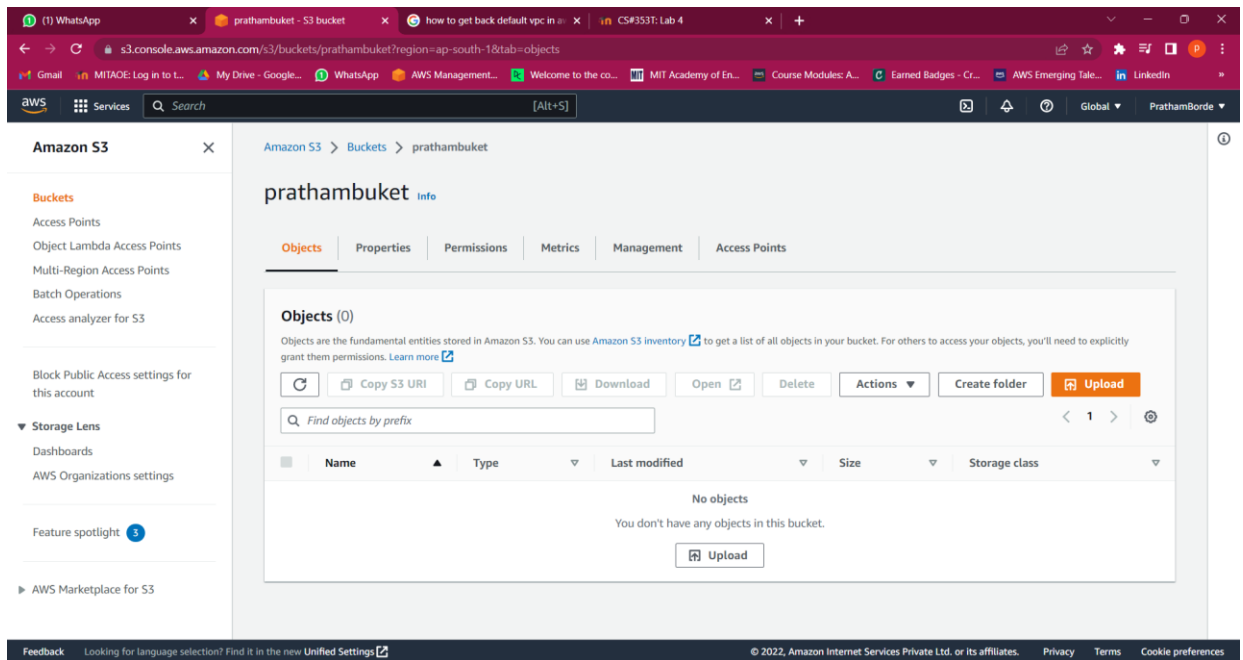 (1) WhatsApp
prathambuket - S3 bucket
how to get back default vpc in a
CS#353T: Lab 4
s3.console.aws.amazon.com/s3/buckets/prathambuket?region=ap-south-1&tab=objects
P
Gmail MITAOE: Log in to t... My Drive - Google... WhatsApp AWS Management... Welcome to the co... MIT Academy of En... Course Modules: A... Earned Badges - Cr... AWS Emerging Tale... LinkedIn »
aws Services Search [Alt+S] Global PrathamBorde
Amazon S3
Buckets
Access Points
Object Lambda Access Points
Multi-Region Access Points
Batch Operations
Access analyzer for S3
Block Public Access settings for
this account
Storage Lens
Dashboards
AWS Organizations settings
Feature spotlight 3
AWS Marketplace for S3
Amazon S3 > Buckets > prathambuket
prathambuket Info
Objects Properties Permissions Metrics Management Access Points
Objects (0)
Objects are the fundamental entities stored in Amazon S3. You can use Amazon S3 inventory to get a list of all objects in your bucket. For others to access your objects, you'll need to explicitly
grant them permissions. Learn more
Copy S3 URI Copy URL Download Open Delete Actions Create folder Upload
Find objects by prefix
< 1 >
Name Type Last modified Size Storage class
No objects
You don't have any objects in this bucket.
Upload
Feedback Looking for language selection? Find it in the new Unified Settings © 2022, Amazon Internet Services Private Ltd. or its affiliates. Privacy Terms Cookie preferences